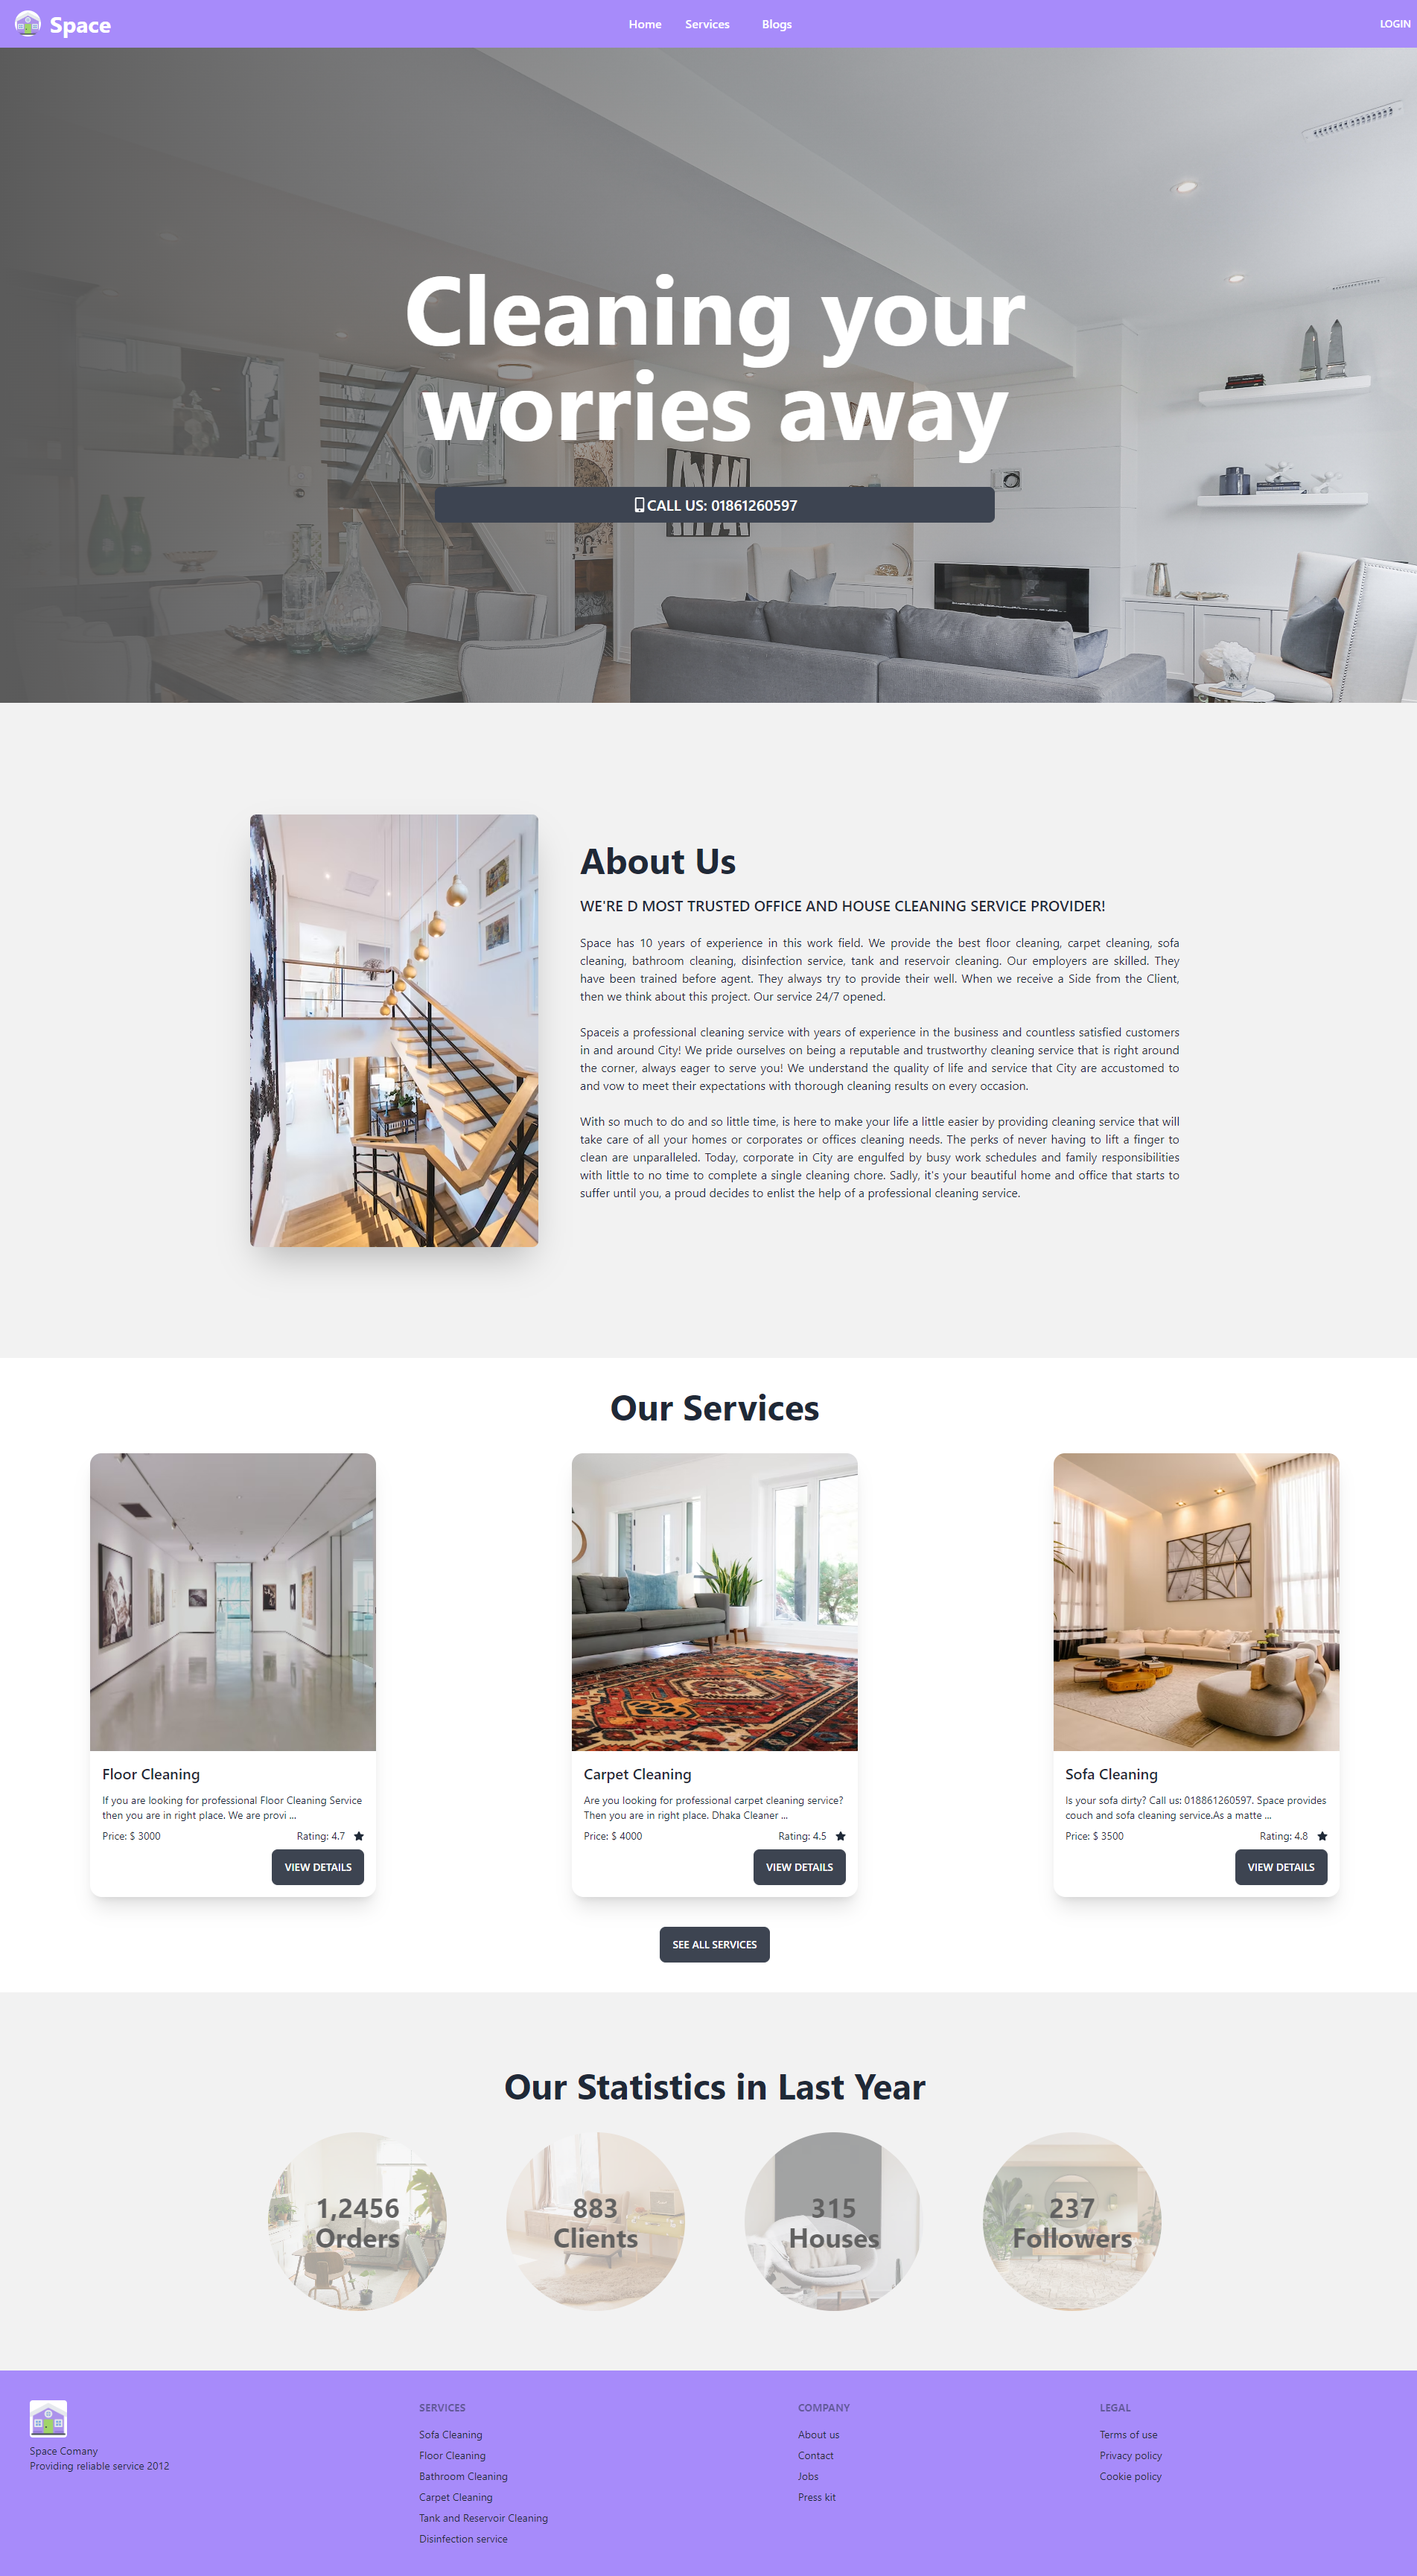 Space
Home
Services
Blogs
LOGIN
Cleaning your
worries away
CALL US: 01861260597
About Us
WE'RE D MOST TRUSTED OFFICE AND HOUSE CLEANING SERVICE PROVIDER!
Space has 10 years of experience in this work field. We provide the best floor cleaning, carpet cleaning, sofa
cleaning, bathroom cleaning, disinfection service, tank and reservoir cleaning. Our employers are skilled. They
have been trained before agent. They always try to provide their well. When we receive a Side from the Client,
then we think about this project. Our service 24/7 opened.
Spaceis a professional cleaning service with years of experience in the business and countless satisfied customers
in and around City! We pride ourselves on being a reputable and trustworthy cleaning service that is right around
the corner, always eager to serve you! We understand the quality of life and service that City are accustomed to
and vow to meet their expectations with thorough cleaning results on every occasion.
With so much to do and so little time, is here to make your life a little easier by providing cleaning service that will
take care of all your homes or corporates or offices cleaning needs. The perks of never having to lift a finger to
clean are unparalleled. Today, corporate in City are engulfed by busy work schedules and family responsibilities
with little to no time to complete a single cleaning chore. Sadly, it's your beautiful home and office that starts to
suffer until you, a proud decides to enlist the help of a professional cleaning service.
Our Services
Floor Cleaning
If you are looking for professional Floor Cleaning Service
then you are in right place. We are provi ...
Price: $ 3000
Rating: 4.7
VIEW DETAILS
Carpet Cleaning
Are you looking for professional carpet cleaning service?
Then you are in right place. Dhaka Cleaner ...
Price: $ 4000
Rating: 4.5
VIEW DETAILS
Sofa Cleaning
Is your sofa dirty? Call us: 018861260597. Space provides
couch and sofa cleaning service.As a matte ...
Price: $ 3500
Rating: 4.8
VIEW DETAILS
SEE ALL SERVICES
Our Statistics in Last Year
1,2456
Orders
883
Clients
315
Houses
237
Followers
Space Comany
Providing reliable service 2012
SERVICES
Sofa Cleaning
Floor Cleaning
Bathroom Cleaning
Carpet Cleaning
Tank and Reservoir Cleaning
Disinfection service
COMPANY
About us
Contact
Jobs
Press kit
LEGAL
Terms of use
Privacy policy
Cookie policy